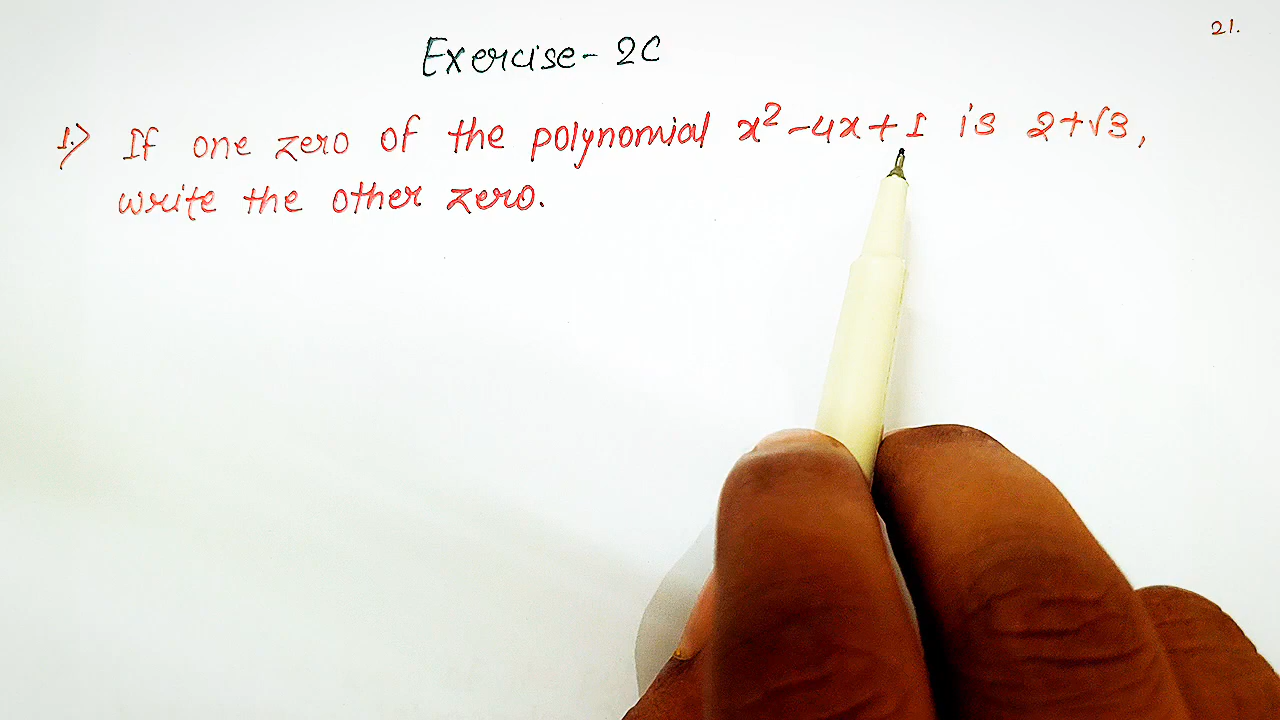 21.
Exercise- 2C
1.) If one zero of the polynomial x²-4x+1 is 2+√3,
write the other zero.